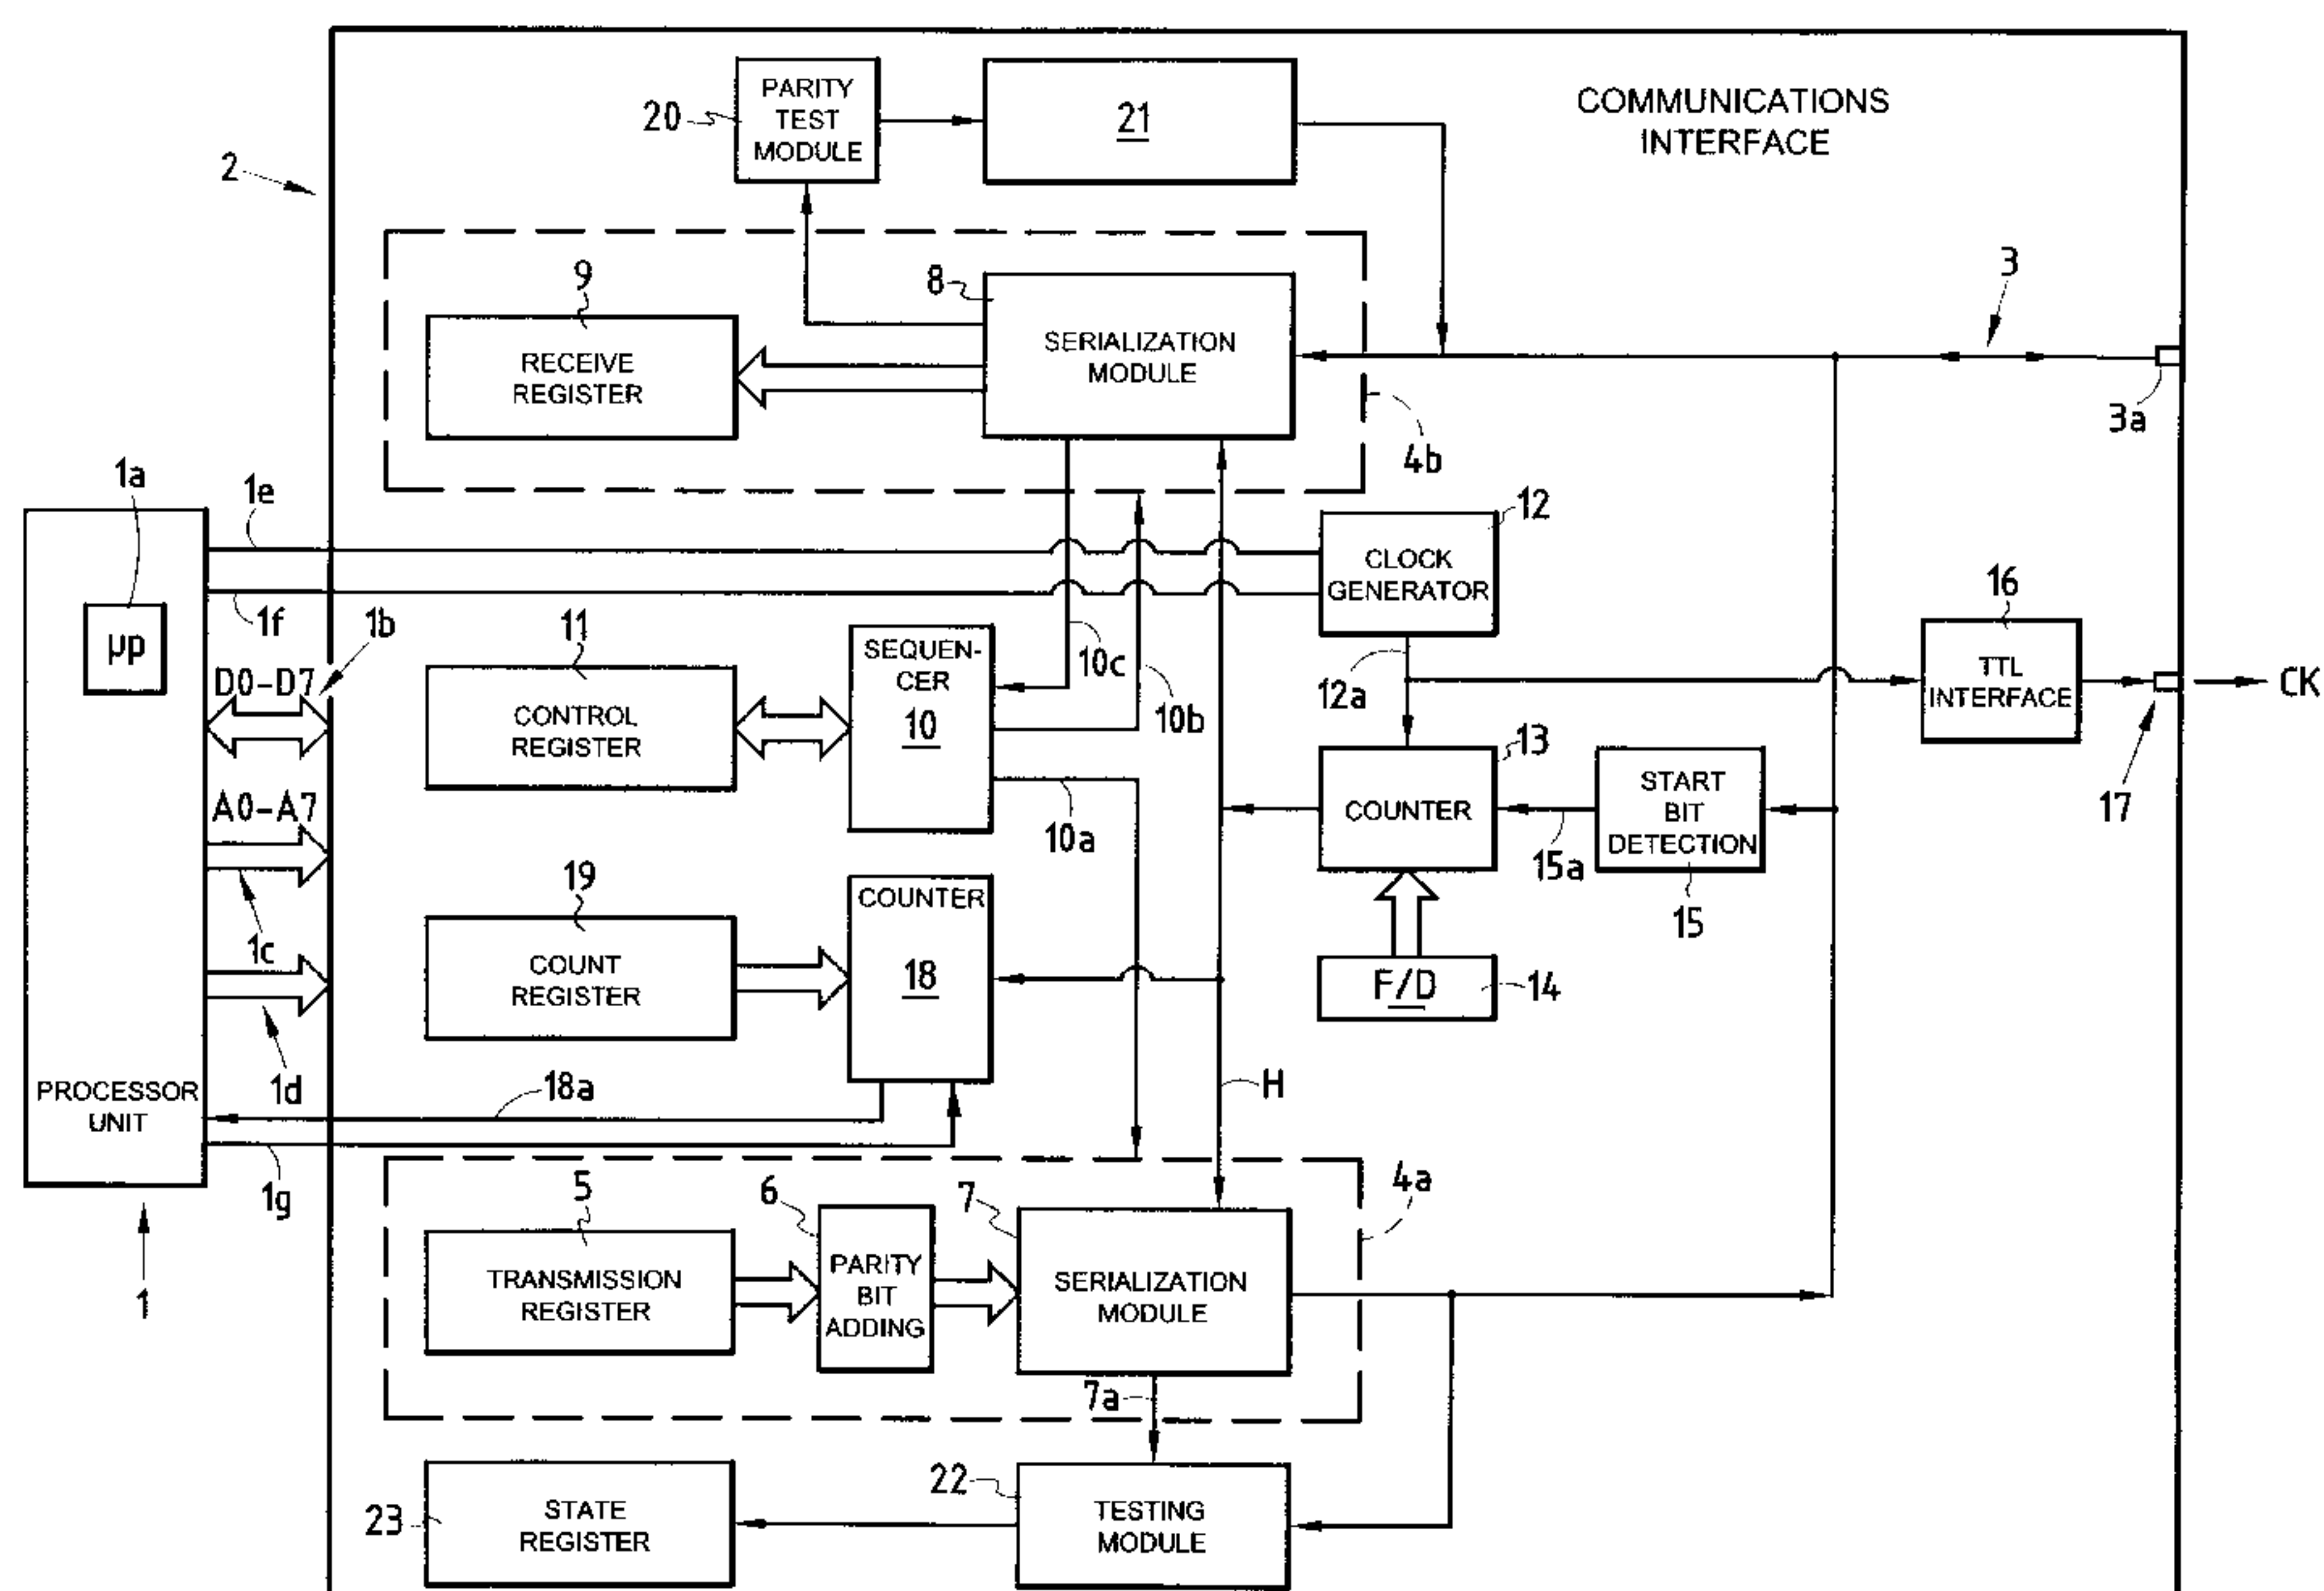 COMMUNICATIONS
INTERFACE
PARITY
TEST
MODULE
20
21
2
9
8
RECEIVE
REGISTER
SERIALIZATION
MODULE
3
3a
4b
1a
1e
1f
µp
1b
D0-D7
A0-A7
1c
1d
PROCESSOR
UNIT
1
1g
18a
11
CONTROL
REGISTER
SEQUEN-
CER
10
10c
10b
10a
12
CLOCK
GENERATOR
12a
16
TTL
INTERFACE
CK
17
13
COUNTER
START
BIT
DETECTION
15a
15
F/D
14
19
COUNT
REGISTER
COUNTER
18
H
5
6
7
4a
TRANSMISSION
REGISTER
PARITY
BIT
ADDING
SERIALIZATION
MODULE
7a
23
STATE
REGISTER
22
TESTING
MODULE